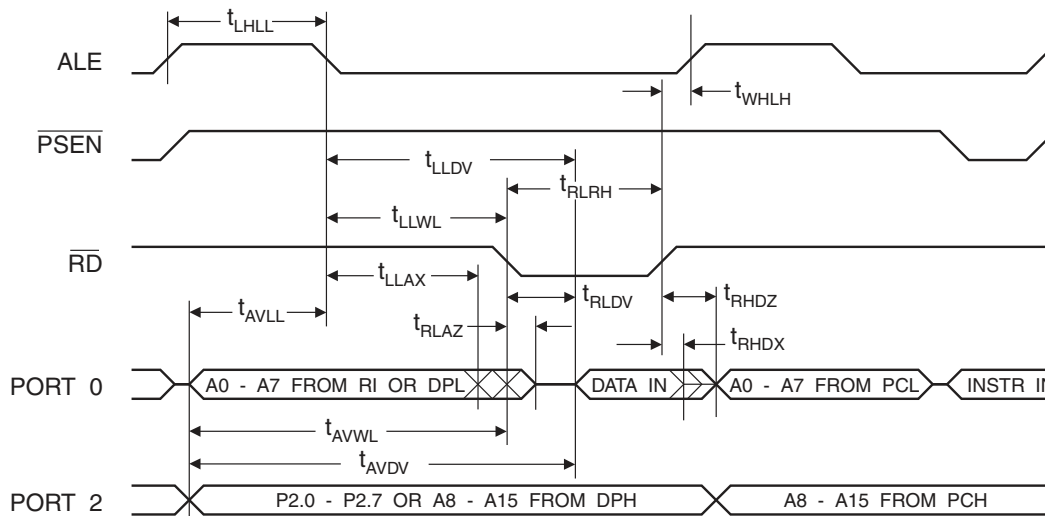 tLHLL
ALE
tWHLH
PSEN
tLLDV
tRLRH
tLLWL
RD
tLLAX
tRLDV
tRHDZ
tAVLL
tRLAZ
tRHDX
PORT 0
A0 - A7 FROM RI OR DPL
DATA IN
A0 - A7 FROM PCL
INSTR IN
tAVWL
tAVDV
PORT 2
P2.0 - P2.7 OR A8 - A15 FROM DPH
A8 - A15 FROM PCH